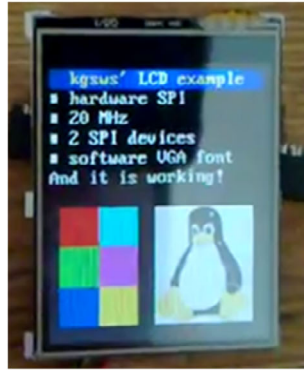 kgsws' LCD example
▪ hardware SPI
▪ 20 MHz
▪ 2 SPI devices
▪ software VGA font
And it is working!